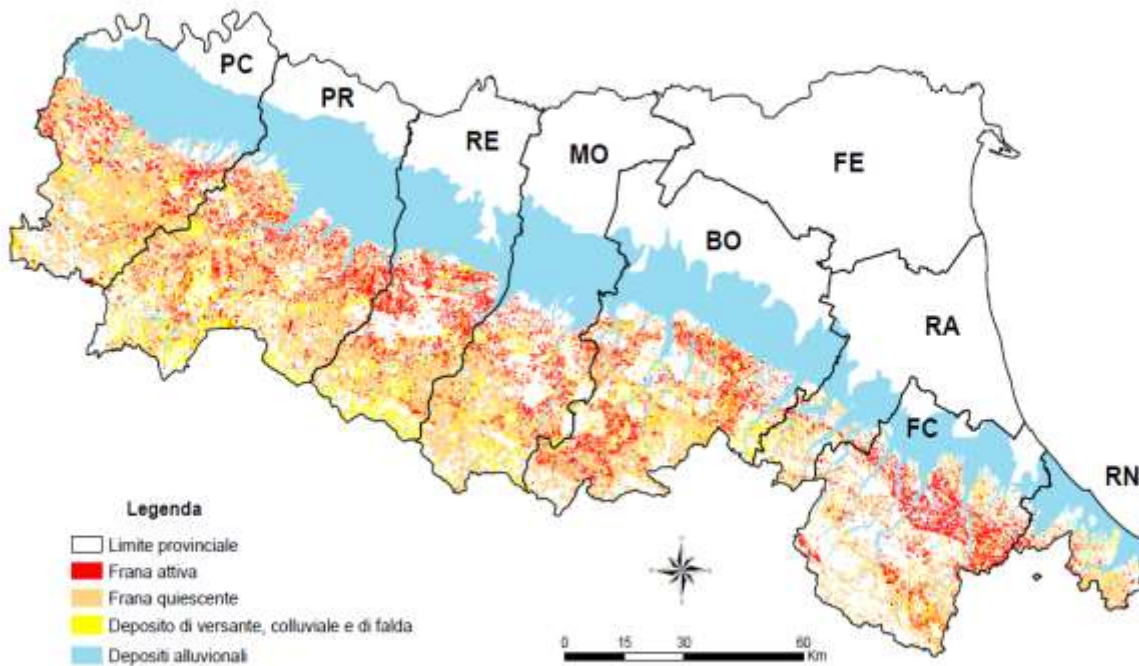 PC
PR
RE
MO
FE
BO
RA
FC
RN
Legenda
Limite provinciale
Frana attiva
Frana quiescente
Deposito di versante, colluviale e di falda
Depositi alluvionali
0 15 30 60
Km